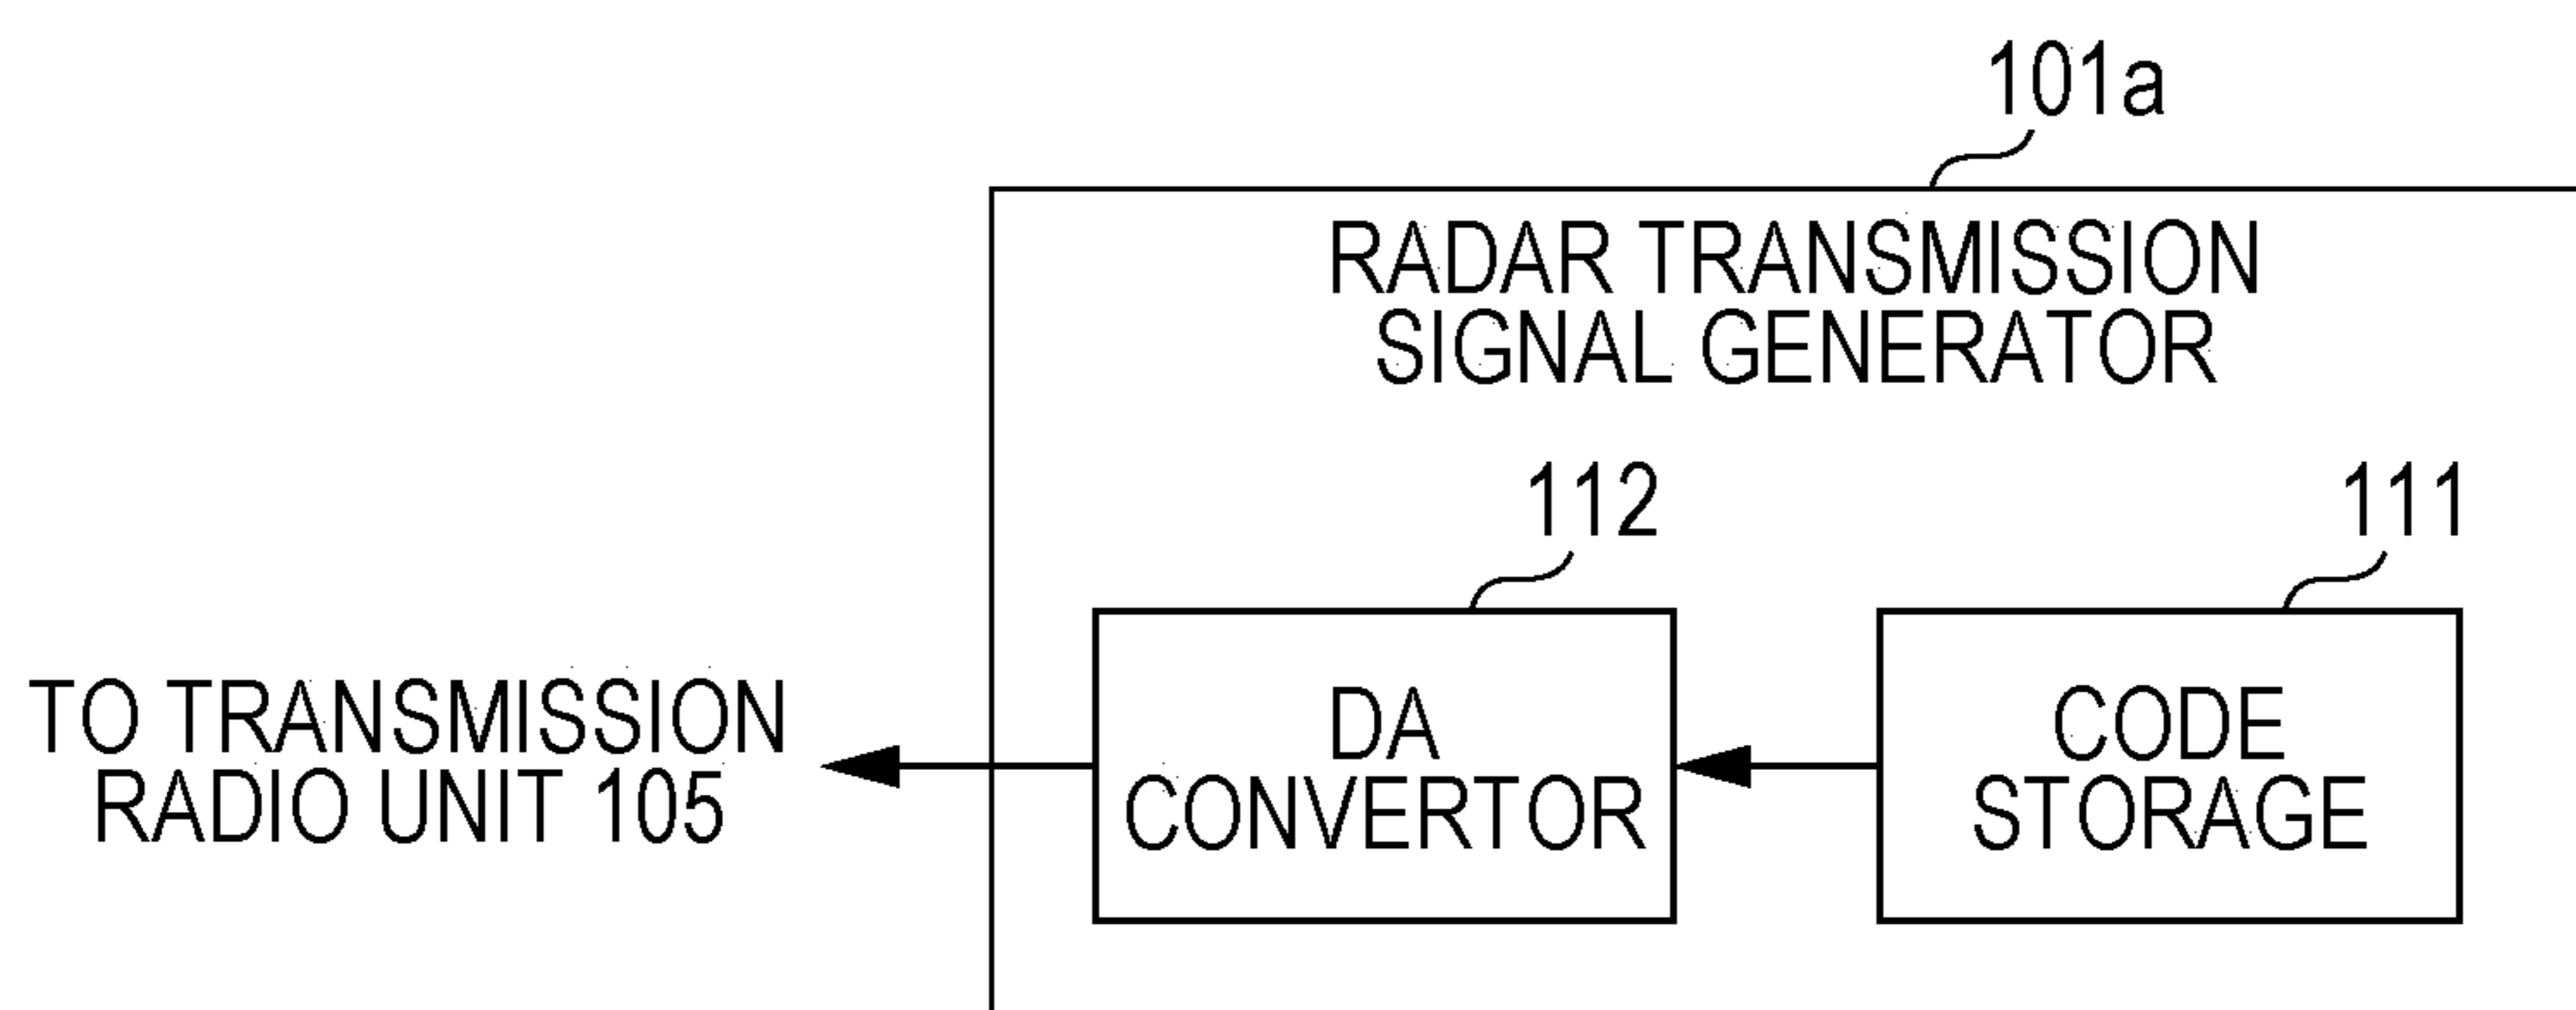 101a
RADAR TRANSMISSION
SIGNAL GENERATOR
112
111
TO TRANSMISSION
RADIO UNIT 105
DA
CONVERTOR
CODE
STORAGE